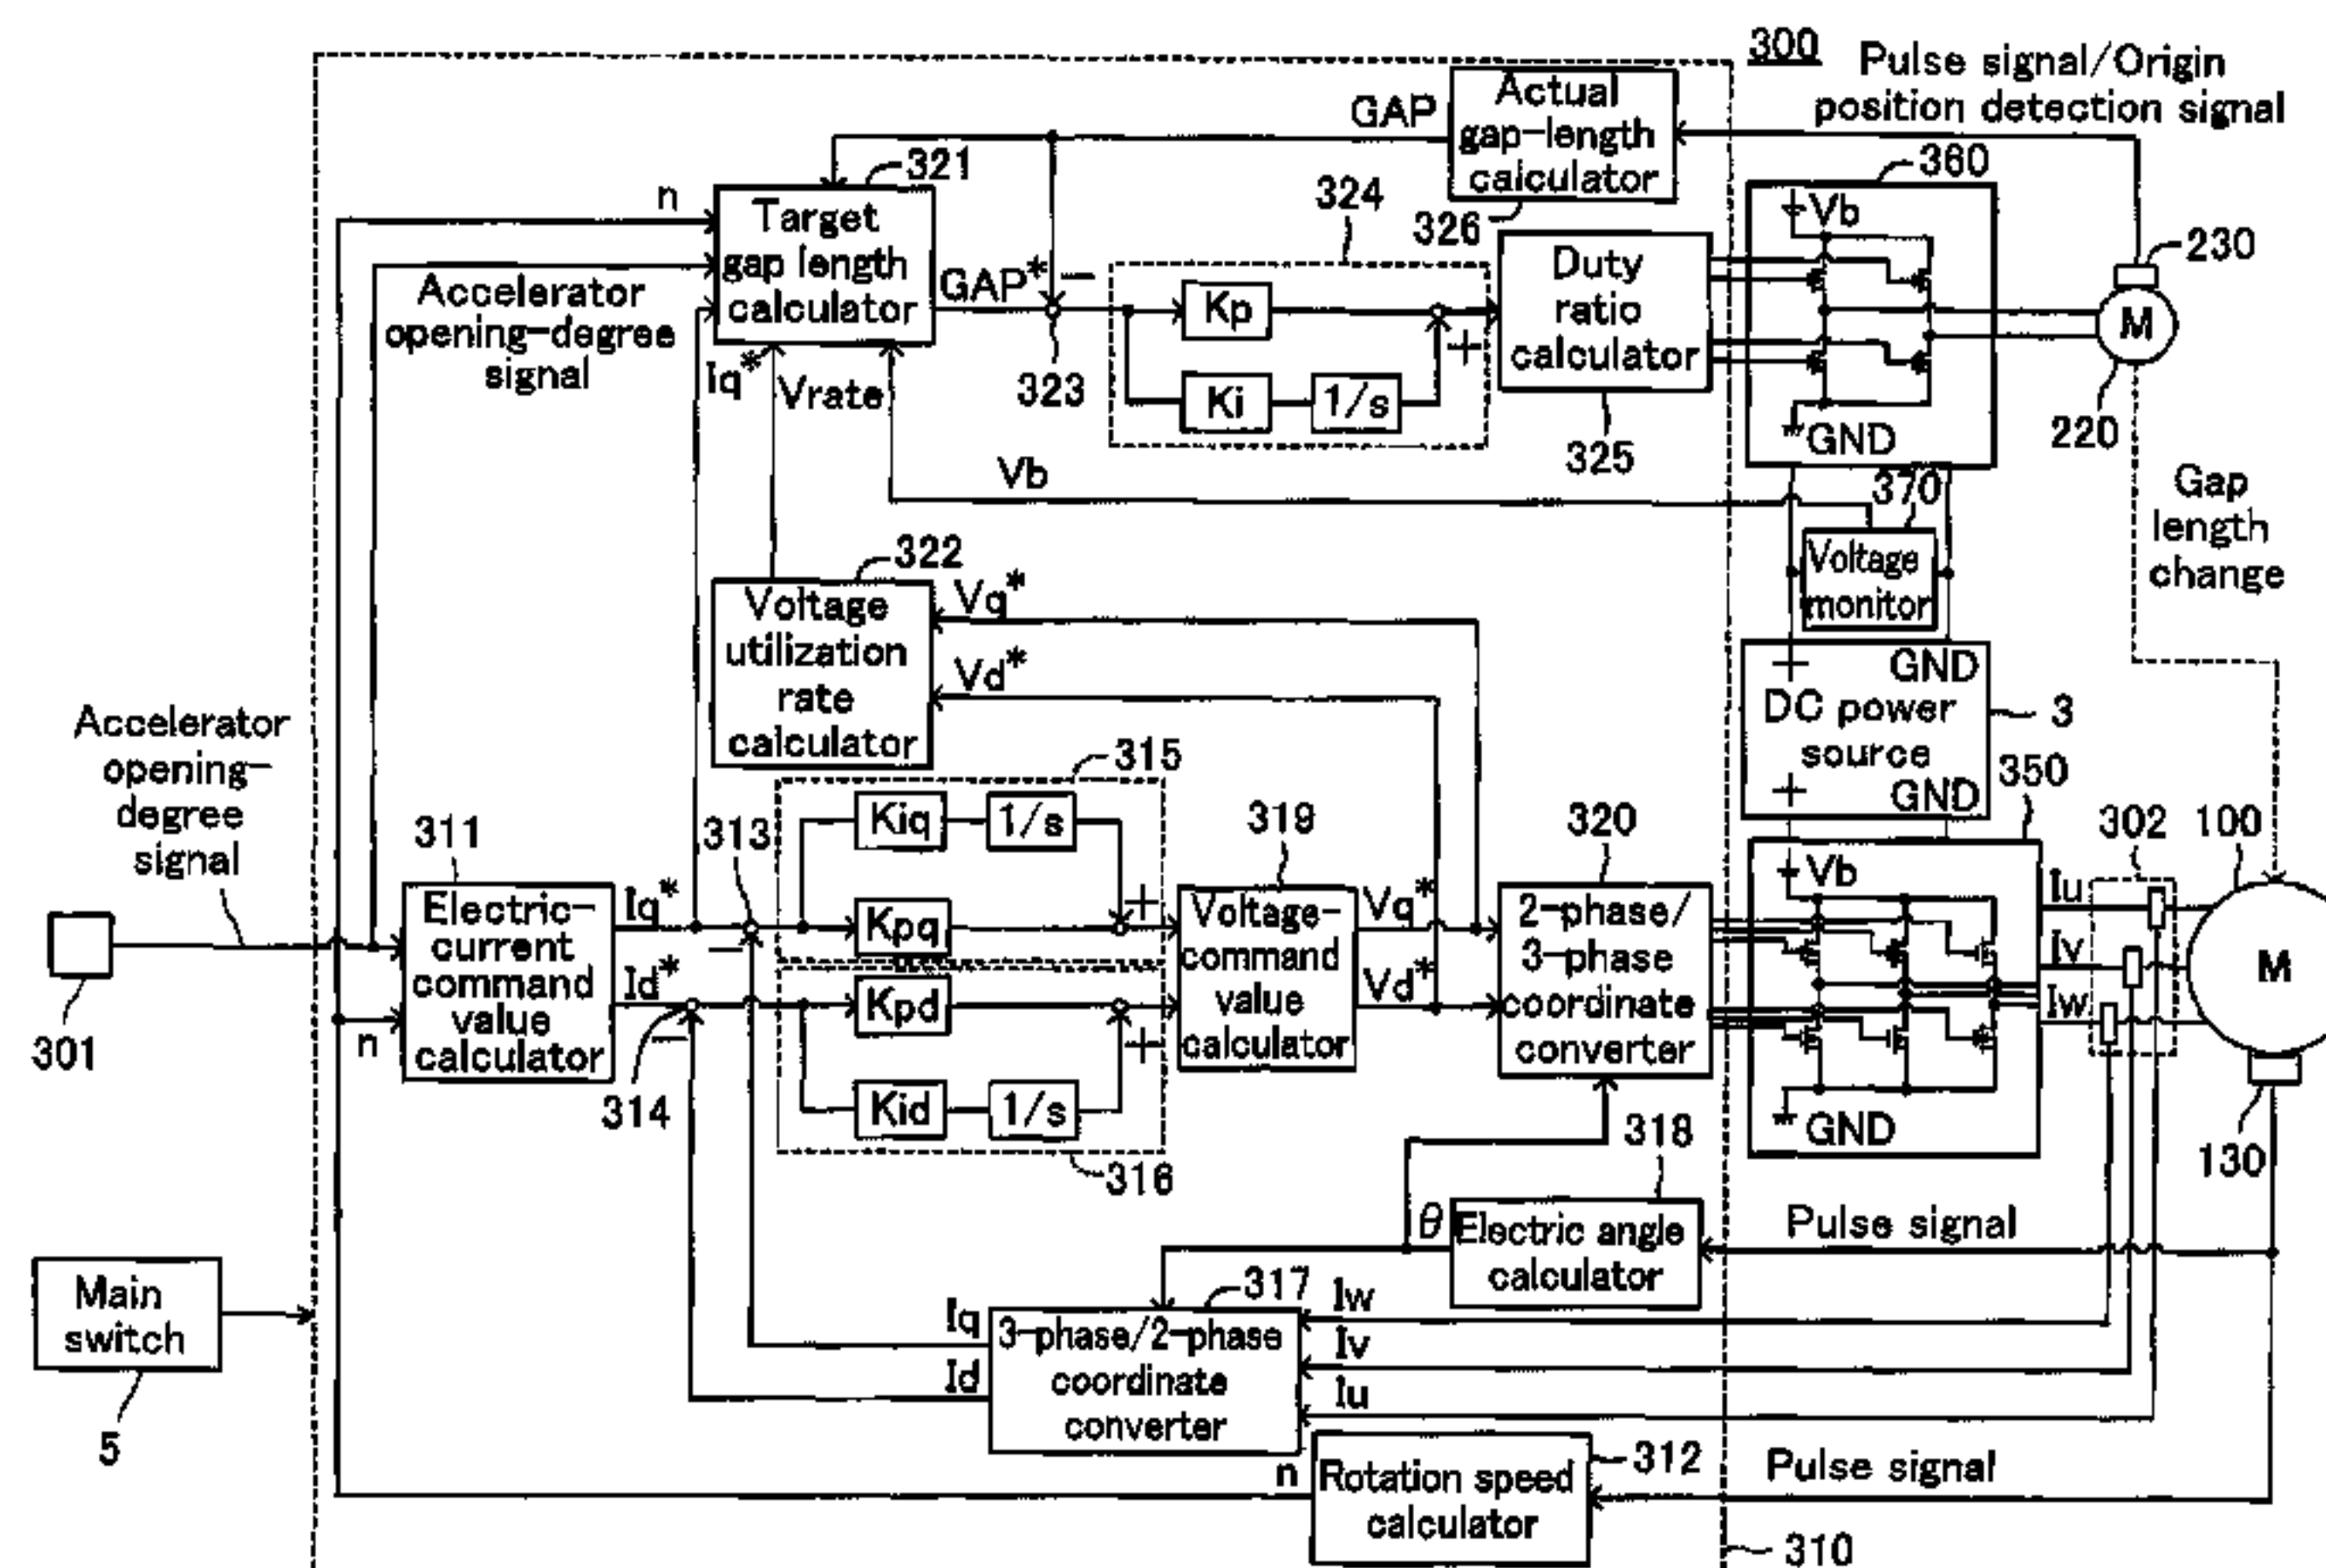 300
Pulse signal/Origin
position detection signal
Actual
gap-length
calculator
326
GAP
321
n
Target
gap length
calculator
Accelerator
opening-degree
signal
Iq*
Vrate
GAP*
−
323
324
Kp
Ki
1/s
+
Duty
ratio
calculator
325
360
Vb
GND
230
M
220
Gap
length
change
Vb
370
Voltage
monitor
322
Voltage
utilization
rate
calculator
Vq*
Vd*
+
GND
DC power
source
+
GND
3
Accelerator
opening-
degree
signal
301
311
Electric-
current
command
value
calculator
n
Iq*
Id*
313
−
314
−
315
Kiq
1/s
Kpq
+
Kpd
Kid
1/s
+
316
319
Voltage-
command
value
calculator
Vq*
Vd*
320
2-phase/
3-phase
coordinate
converter
350
Vb
GND
302
100
Iu
Iv
Iw
M
130
318
Electric angle
calculator
θ
Pulse signal
317
3-phase/2-phase
coordinate
converter
Iq
Id
Iw
Iv
Iu
Main
switch
5
312
Rotation speed
calculator
n
Pulse signal
310